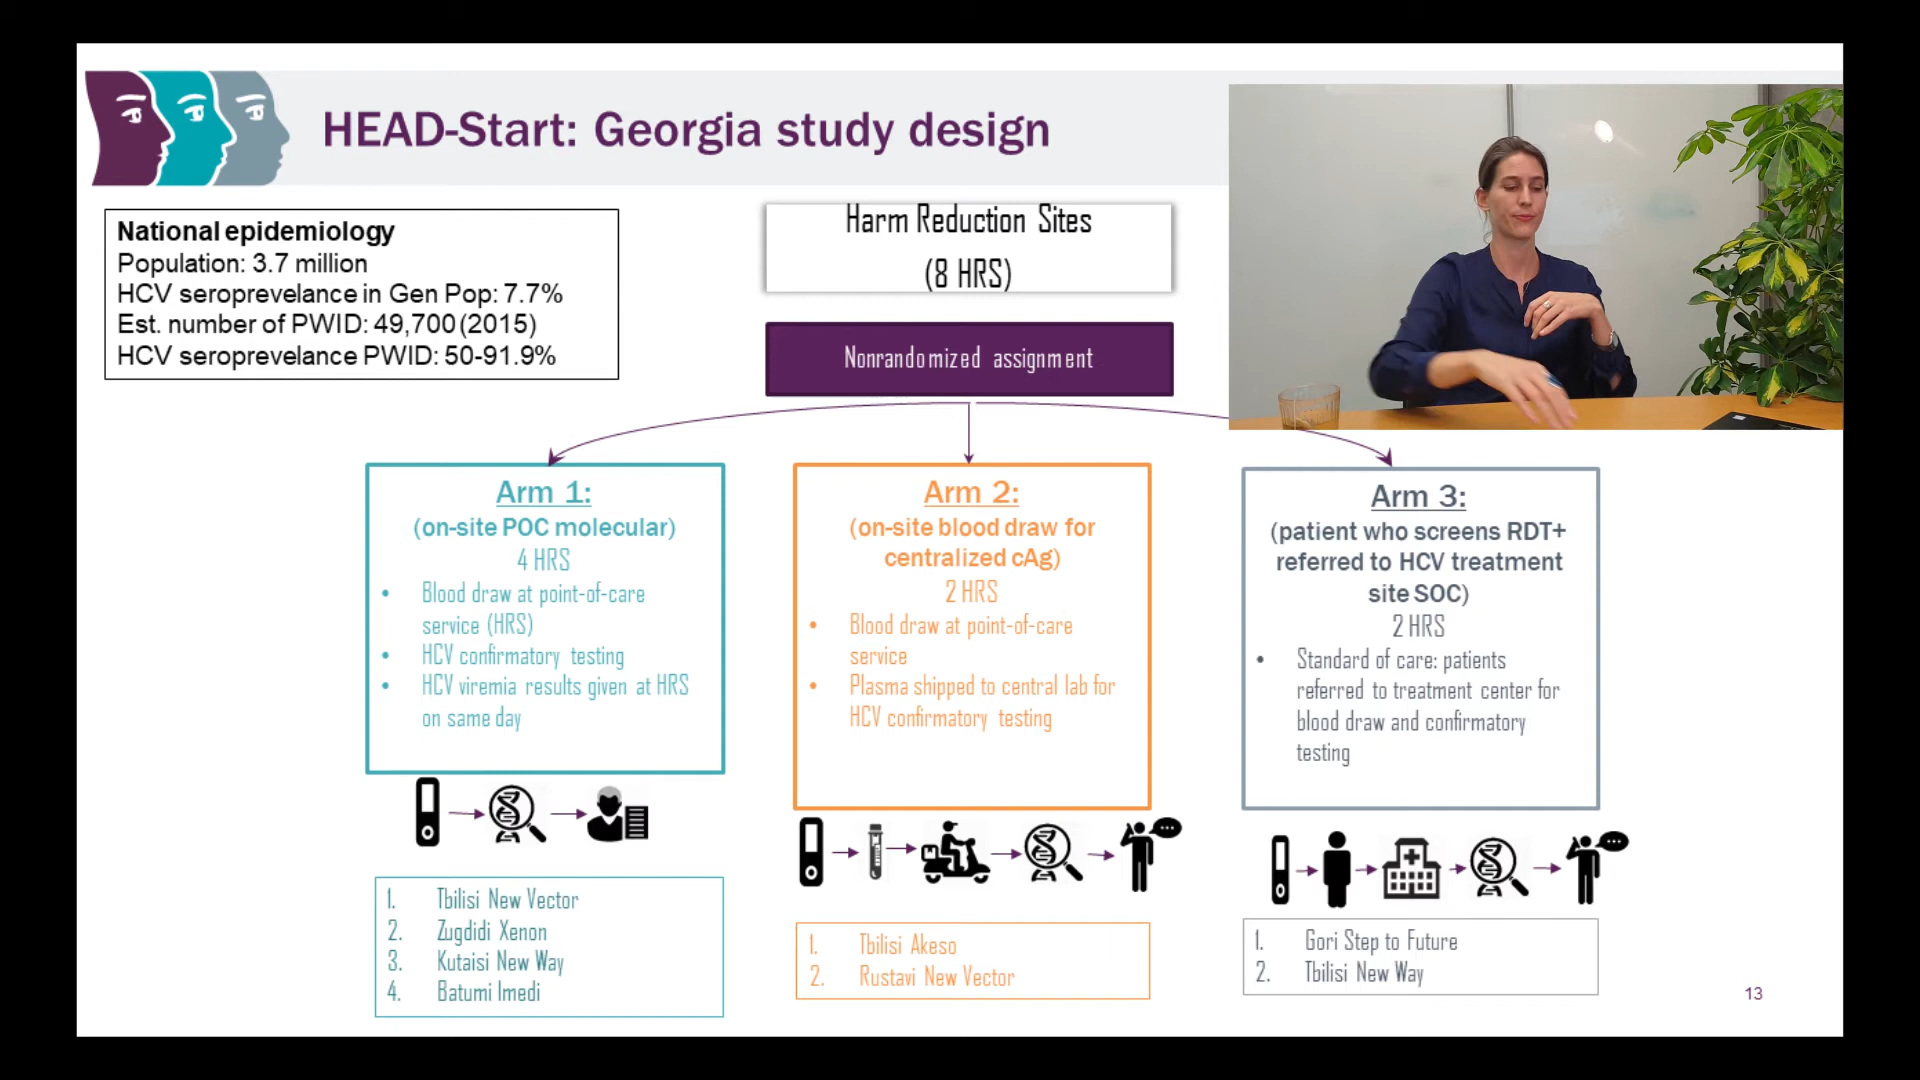 HEAD-Start: Georgia study design
National epidemiology
Population: 3.7 million
HCV seroprevelance in Gen Pop: 7.7%
Est. number of PWID: 49,700 (2015)
HCV seroprevelance PWID: 50-91.9%
Harm Reduction Sites
(8 HRS)
Nonrandomized assignment
Arm 1:
(on-site POC molecular)
4 HRS
• Blood draw at point-of-care
service (HRS)
• HCV confirmatory testing
• HCV viremia results given at HRS
on same day
1. Tbilisi New Vector
2. Zugdidi Xenon
3. Kutaisi New Way
4. Batumi Imedi
Arm 2:
(on-site blood draw for
centralized cAg)
2 HRS
• Blood draw at point-of-care
service
• Plasma shipped to central lab for
HCV confirmatory testing
1. Tbilisi Akeso
2. Rustavi New Vector
Arm 3:
(patient who screens RDT+
referred to HCV treatment
site SOC)
2 HRS
• Standard of care: patients
referred to treatment center for
blood draw and confirmatory
testing
1. Gori Step to Future
2. Tbilisi New Way
13